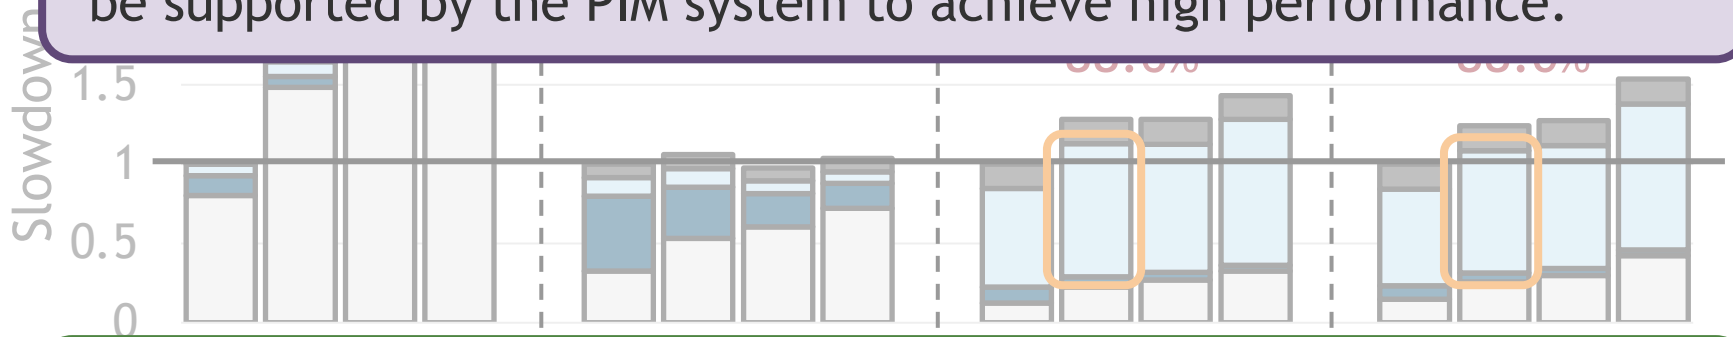 be supported by the PIM system to achieve high performance.
Slowdown
1.5
1
0.5
0